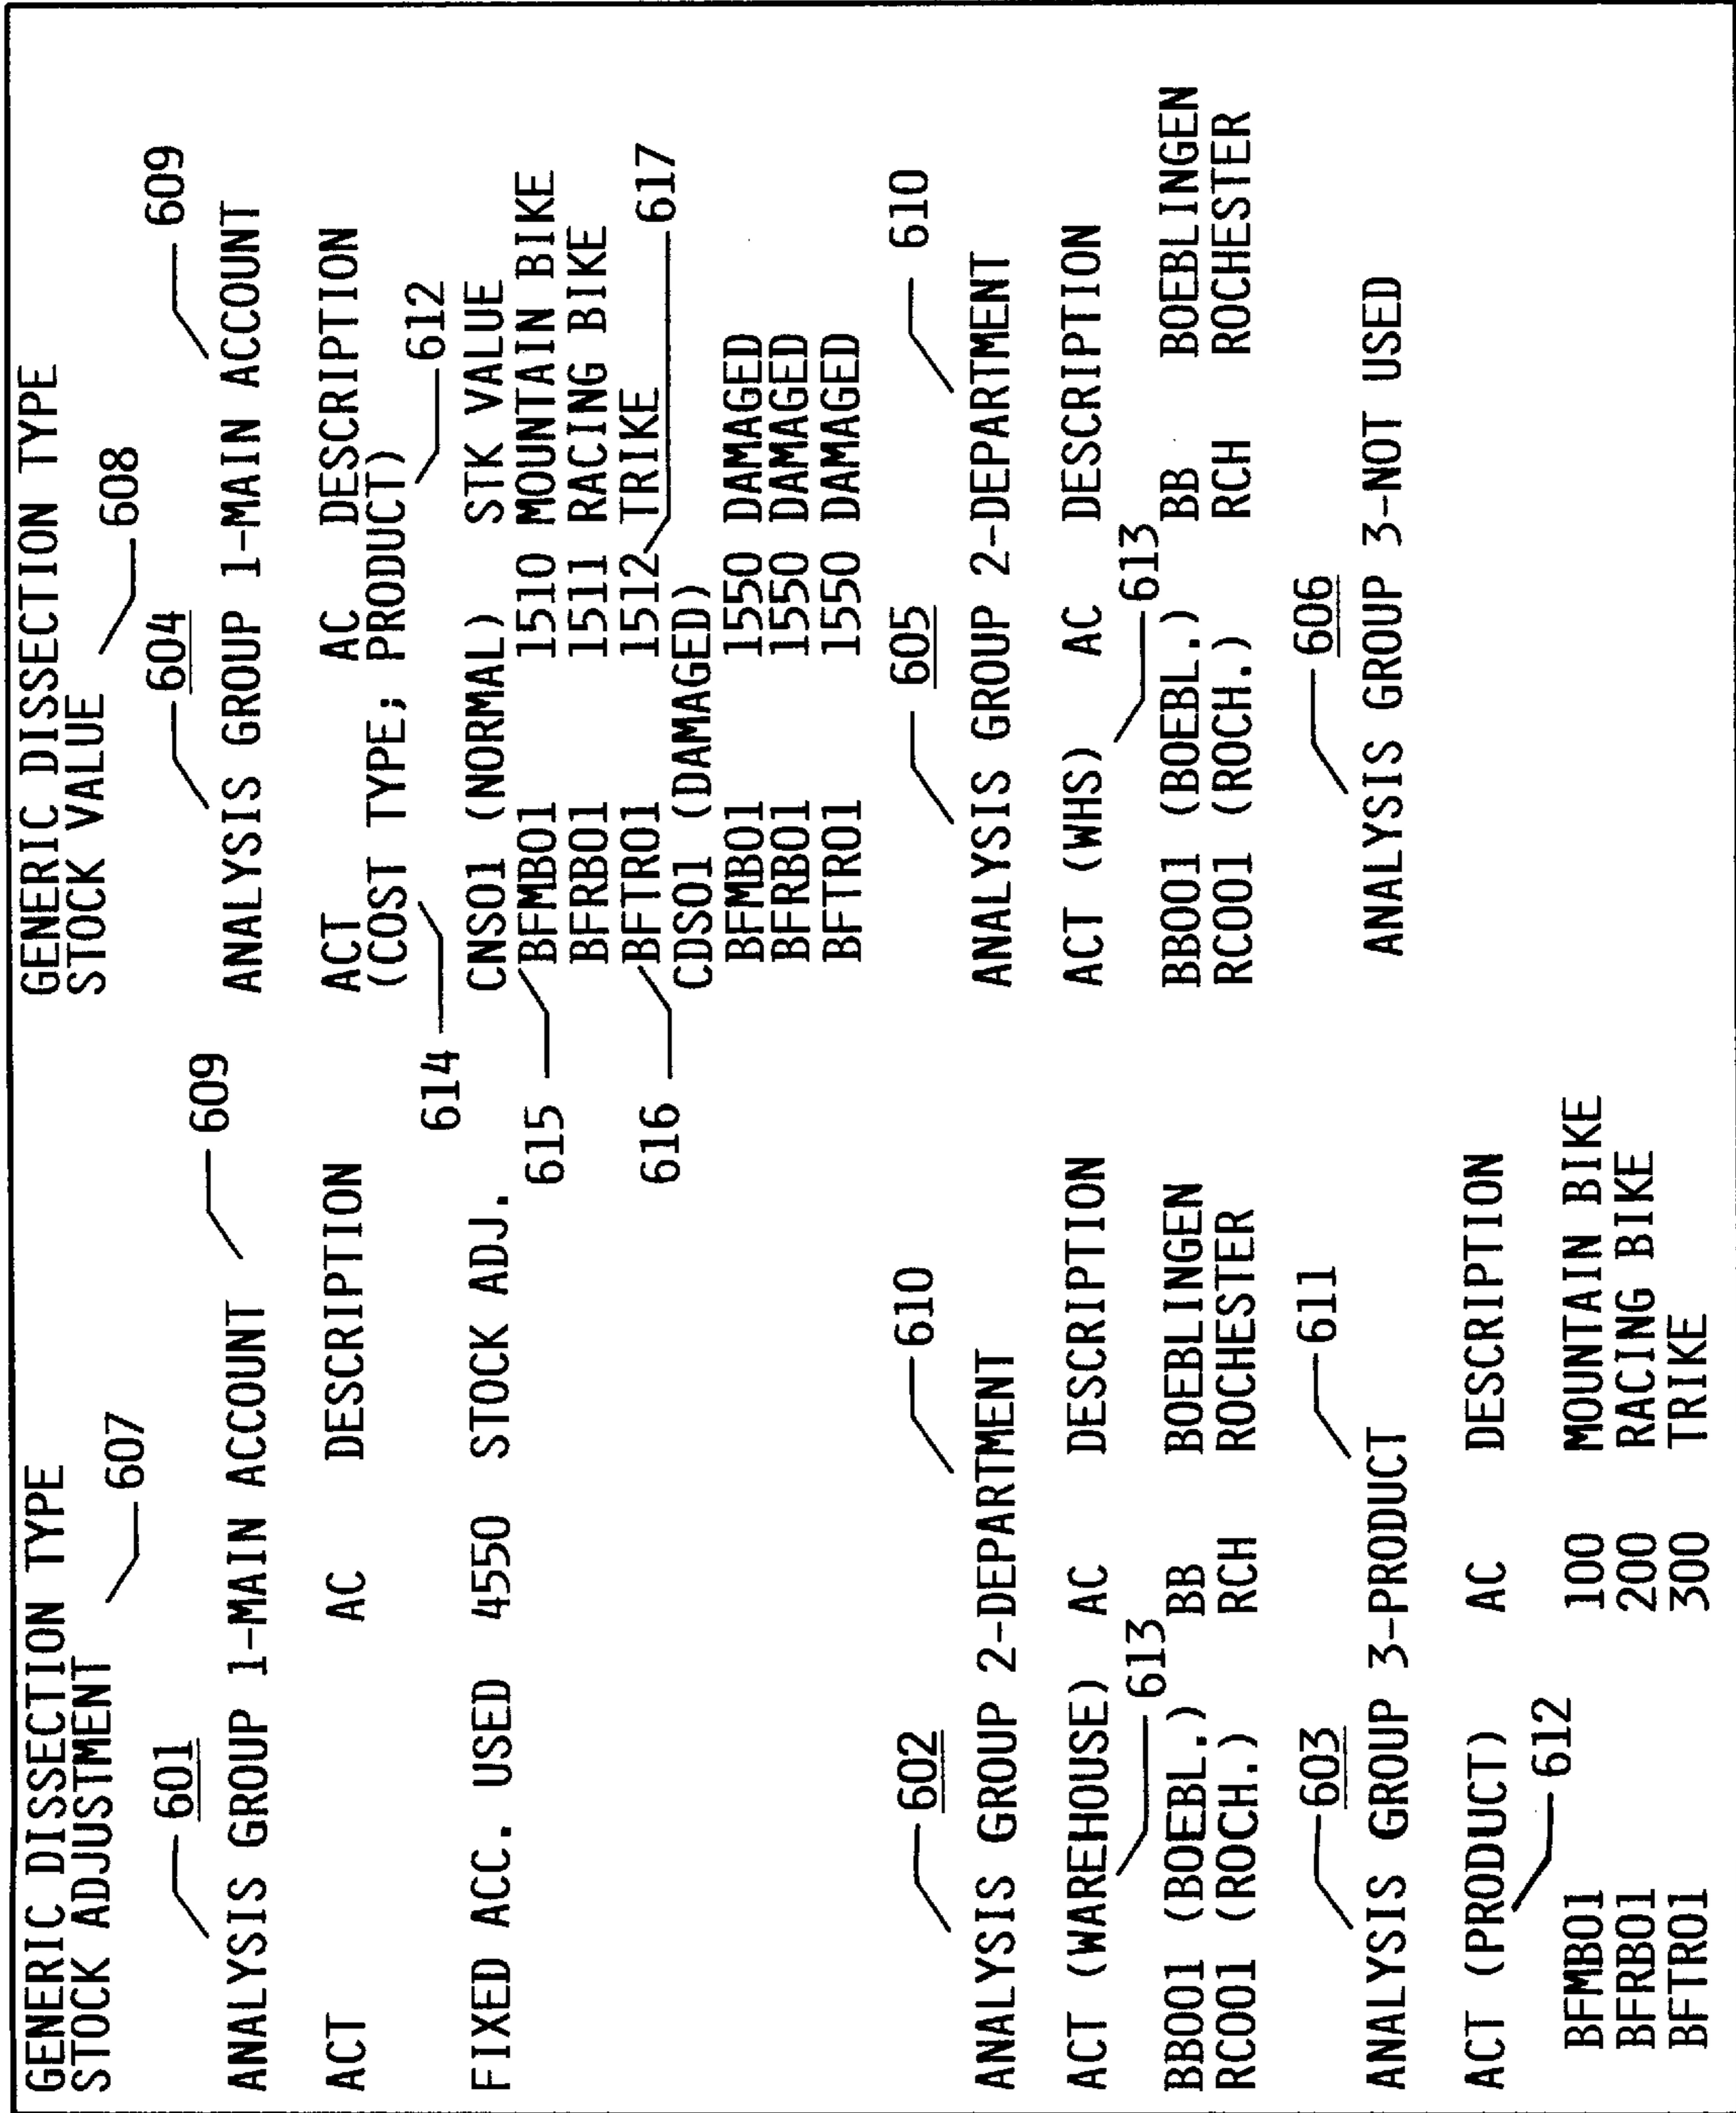 GENERIC DISSECTION TYPE
STOCK ADJUSTMENT
607
601
609
ANALYSIS GROUP 1-MAIN ACCOUNT
ACT AC DESCRIPTION
FIXED ACC. USED 4550 STOCK ADJ.
602
610
ANALYSIS GROUP 2-DEPARTMENT
ACT (WAREHOUSE) AC DESCRIPTION
613
BB001 (BOEBL.) BB BOEBLINGEN
RC001 (ROCH.) RCH ROCHESTER
603
611
ANALYSIS GROUP 3-PRODUCT
ACT (PRODUCT) AC DESCRIPTION
612
BFMB01 100 MOUNTAIN BIKE
BFRB01 200 RACING BIKE
BFTR01 300 TRIKE
GENERIC DISSECTION TYPE
STOCK VALUE
608
604
609
ANALYSIS GROUP 1-MAIN ACCOUNT
ACT AC DESCRIPTION
(COST TYPE; PRODUCT)
612
614
CNS01 (NORMAL) STK VALUE
615
BFMB01 1510 MOUNTAIN BIKE
BFRB01 1511 RACING BIKE
BFTR01 1512 TRIKE
616
617
CDS01 (DAMAGED)
BFMB01 1550 DAMAGED
BFRB01 1550 DAMAGED
BFTR01 1550 DAMAGED
605
610
ANALYSIS GROUP 2-DEPARTMENT
ACT (WHS) AC DESCRIPTION
613
BB001 (BOEBL.) BB BOEBLINGEN
RC001 (ROCH.) RCH ROCHESTER
606
ANALYSIS GROUP 3-NOT USED